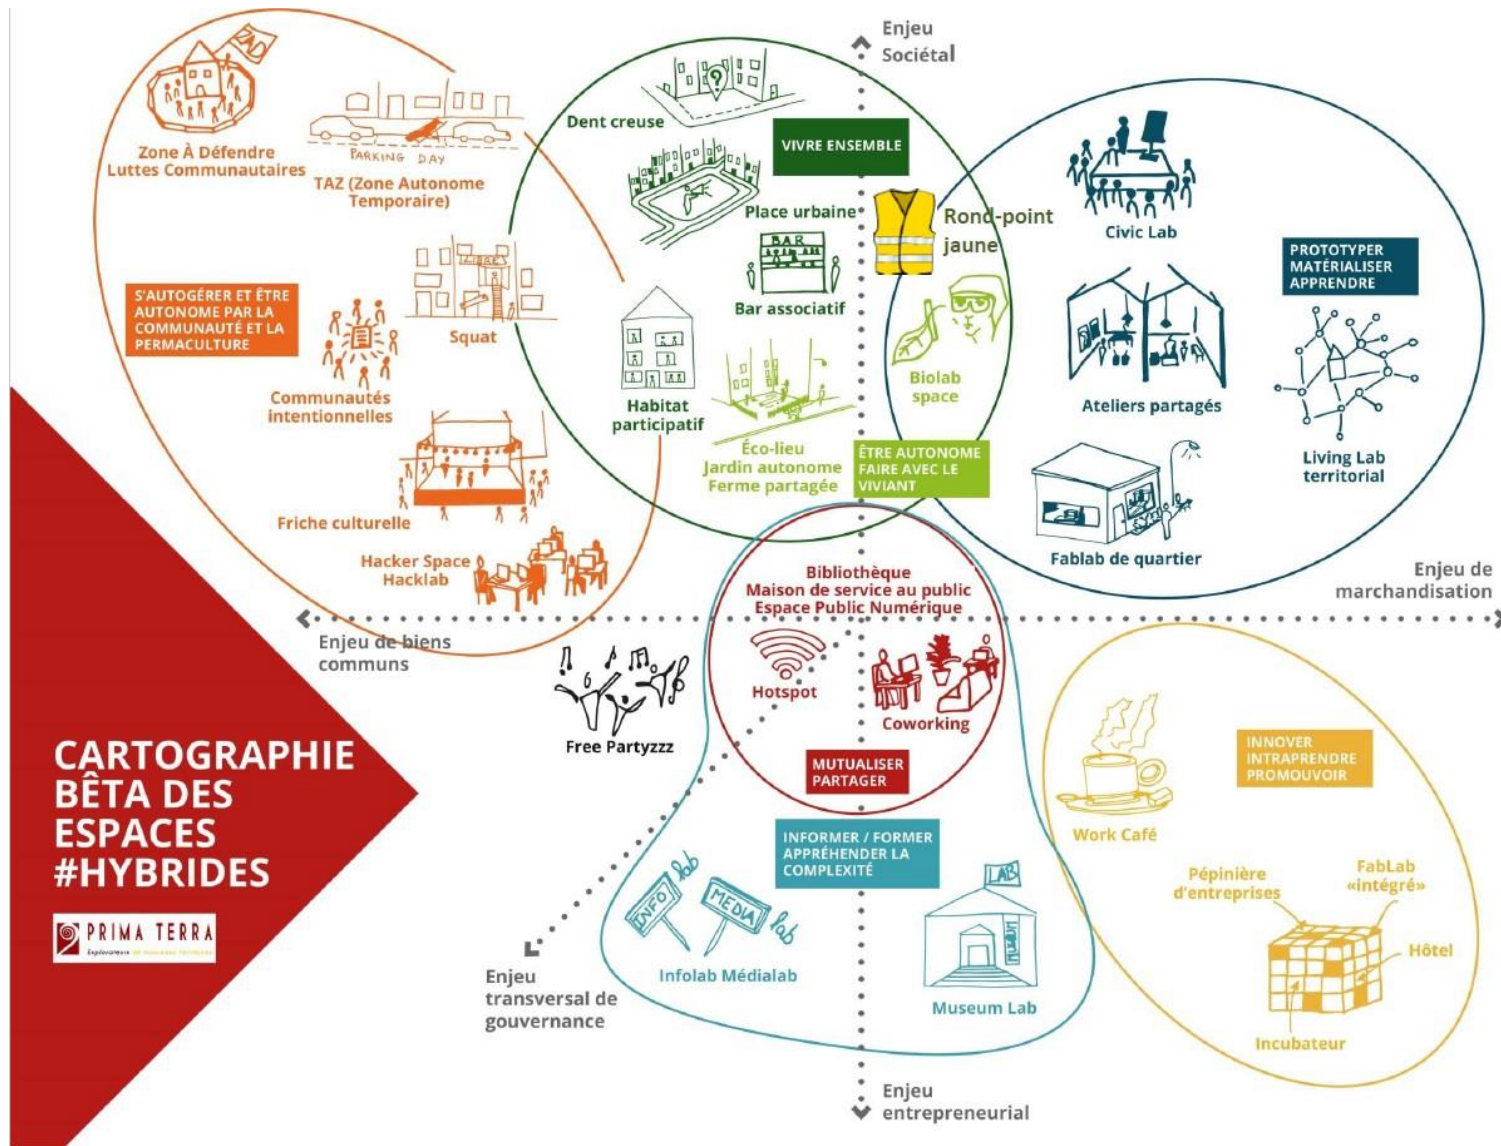 Enjeu
Sociétal
ZAD
Zone À Défendre
Luttes Communautaires
PARKING DAY
TAZ (Zone Autonome
Temporaire)
Dent creuse
VIVRE ENSEMBLE
Place urbaine
Rond-point
jaune
Civic Lab
PROTOTYPER
MATÉRIALISER
APPRENDRE
S'AUTOGÉRER ET ÊTRE
AUTONOME PAR LA
COMMUNAUTÉ ET LA
PERMACULTURE
Squat
BAR
Bar associatif
Communautés
intentionnelles
Habitat
participatif
Biolab
space
Ateliers partagés
Living Lab
territorial
Éco-lieu
Jardin autonome
Ferme partagée
ÊTRE AUTONOME
FAIRE AVEC LE
VIVANT
Friche culturelle
Hacker Space
Hacklab
Fablab de quartier
Bibliothèque
Maison de service au public
Espace Public Numérique
Enjeu de
marchandisation
Enjeu de biens
communs
Hotspot
Coworking
Free Partyzzz
MUTUALISER
PARTAGER
INNOVER
INTRAPRENDRE
PROMOUVOIR
CARTOGRAPHIE
BÊTA DES
ESPACES
#HYBRIDES
PRIMA TERRA
INFORMER / FORMER
APPRÉHENDER LA
COMPLEXITÉ
Work Café
INFO lab
MEDIA lab
LAB
MUSEUM
Infolab Médialab
Museum Lab
Pépinière
d'entreprises
FabLab
«intégré»
Hôtel
Incubateur
Enjeu
transversal de
gouvernance
Enjeu
entrepreneurial